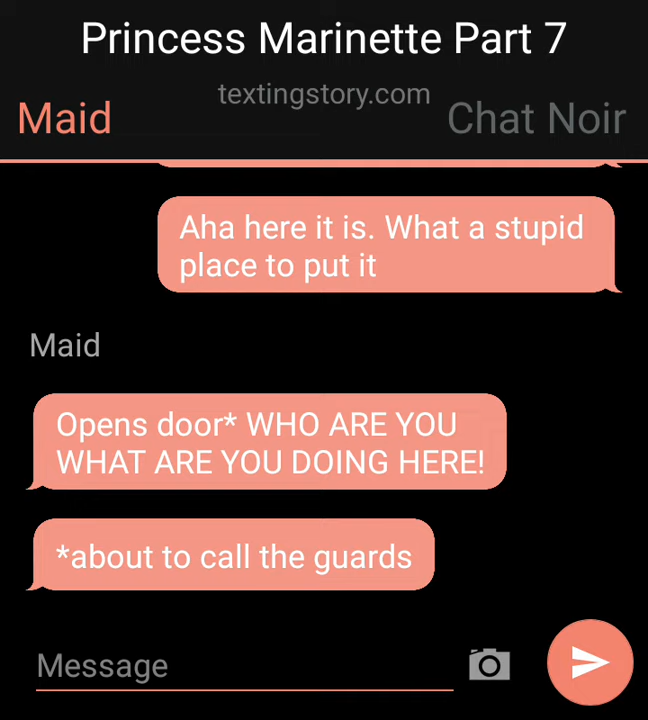 Princess Marinette Part 7
textingstory.com
Maid
Chat Noir
Aha here it is. What a stupid
place to put it
Maid
Opens door* WHO ARE YOU
WHAT ARE YOU DOING HERE!
*about to call the guards
Message